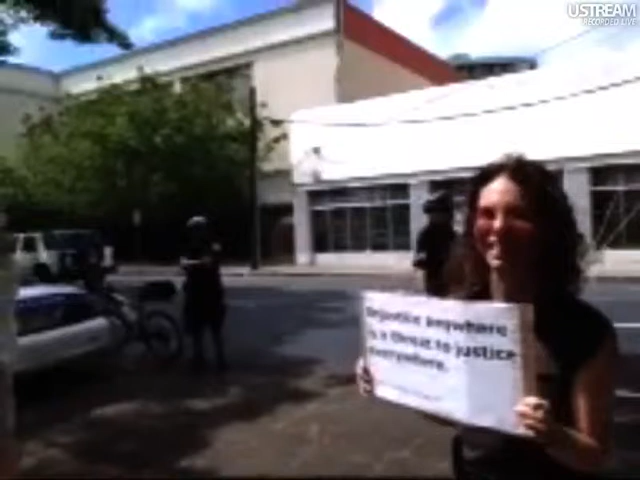 USTREAM
RECORDED LIVE
Injustice anywhere
is a threat to justice
everywhere.